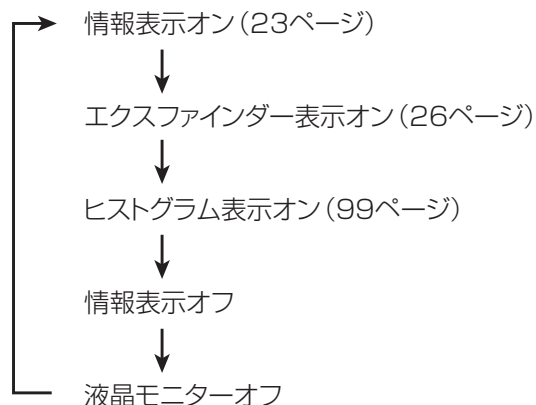 情報表示オン(23ページ)
エクスファインダー表示オン(26ページ)
ヒストグラム表示オン(99ページ)
情報表示オフ
液晶モニターオフ